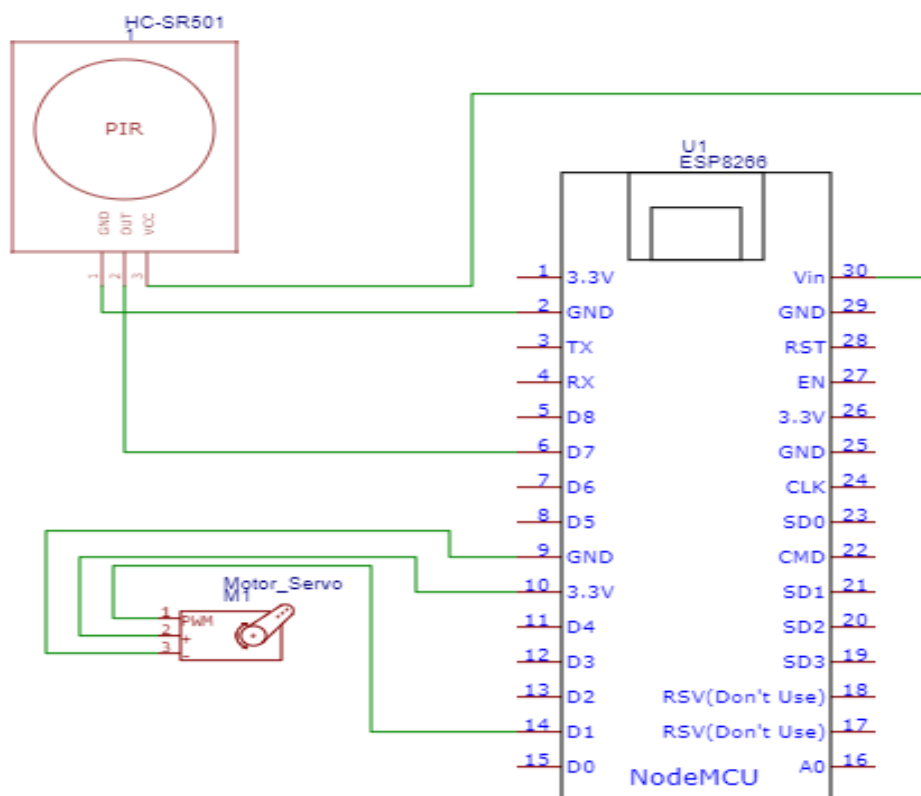 HC-SR501
1
PIR
GND OUT VCC
1 2 3
U1
ESP8266
1 3.3V Vin 30
2 GND GND 29
3 TX RST 28
4 RX EN 27
5 D8 3.3V 26
6 D7 GND 25
7 D6 CLK 24
8 D5 SD0 23
9 GND CMD 22
10 3.3V SD1 21
11 D4 SD2 20
12 D3 SD3 19
13 D2 RSV(Don't Use) 18
14 D1 RSV(Don't Use) 17
15 D0 A0 16
NodeMCU
Motor_Servo
M1
1 PWM
2 +
3 -